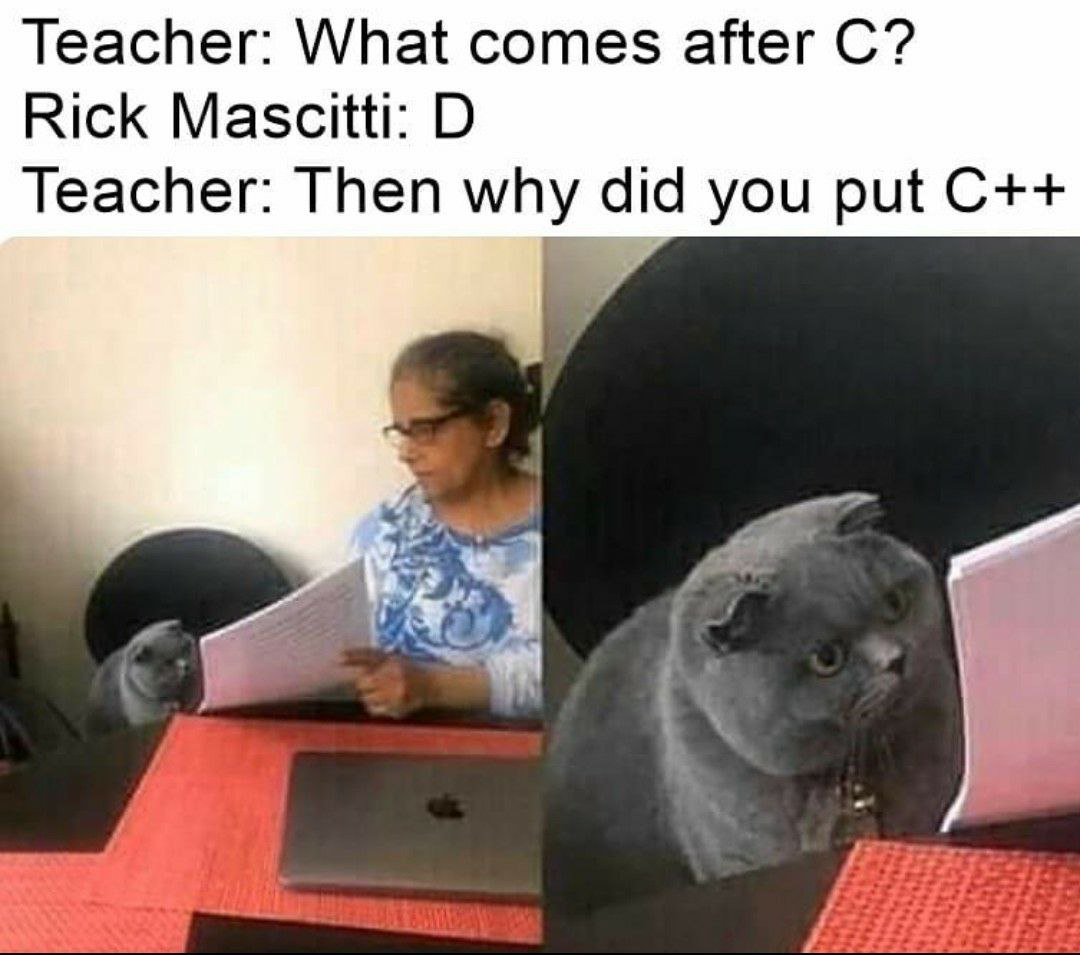 Teacher: What comes after C?
Rick Mascitti: D
Teacher: Then why did you put C++